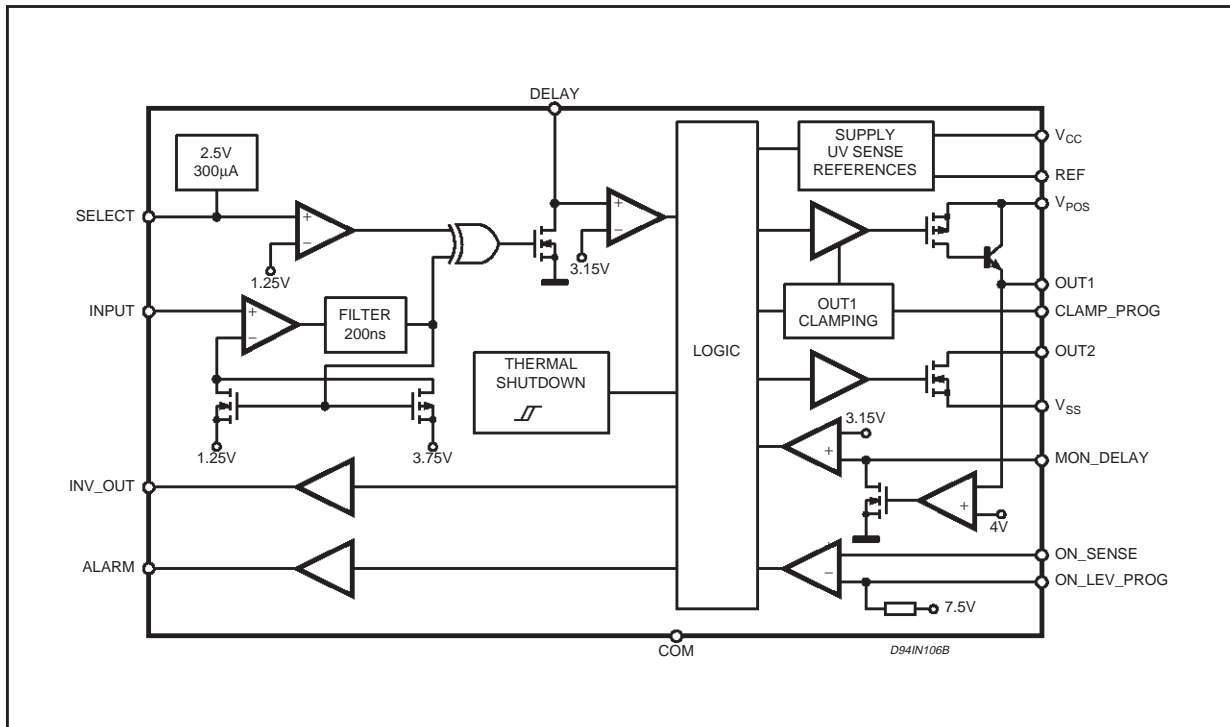 DELAY
2.5V
300µA
SUPPLY
UV SENSE
REFERENCES
VCC
REF
SELECT
+
−
1.25V
+
−
3.15V
VPOS
INPUT
+
−
FILTER
200ns
OUT1
CLAMPING
OUT1
CLAMP_PROG
LOGIC
THERMAL
SHUTDOWN
OUT2
VSS
1.25V
3.75V
3.15V
+
MON_DELAY
INV_OUT
+
4V
ALARM
+
−
ON_SENSE
ON_LEV_PROG
7.5V
COM
D94IN106B